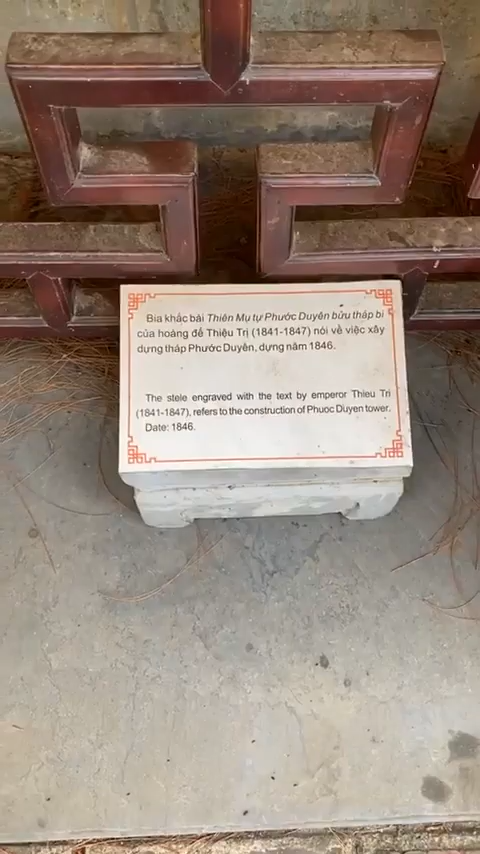 Bia khắc bài Thiên Mụ tự Phước Duyên bửu tháp bi
của hoàng đế Thiệu Trị (1841-1847) nói về việc xây
dựng tháp Phước Duyên, dựng năm 1846.
The stele engraved with the text by emperor Thieu Tri
(1841-1847), refers to the construction of Phuoc Duyen tower.
Date: 1846.